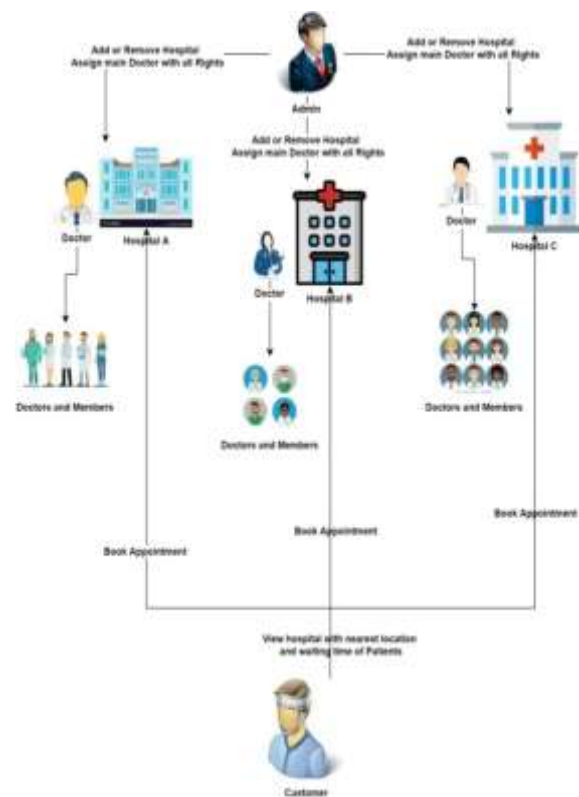 Add or Remove Hospital
Assign main Doctor with all Rights
Add or Remove Hospital
Assign main Doctor with all Rights
Admin
Add or Remove Hospital
Assign main Doctor with all Rights
Doctor
Hospital A
Doctor
Hospital B
Doctor
Hospital C
Doctors and Members
Doctors and Members
Doctors and Members
Book Appointment
Book Appointment
Book Appointment
View hospital with nearest location
and waiting time of Patients
Customer